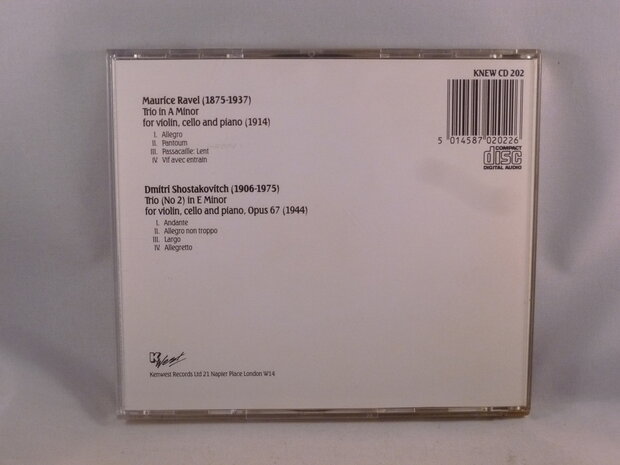 KNEW CD 202
5 014587 020226
COMPACT
disc
DIGITAL AUDIO
Maurice Ravel (1875-1937)
Trio in A Minor
for violin, cello and piano (1914)
I. Allegro
II. Pantoum
III. Passacaille: Lent
IV. Vif avec entrain
Dmitri Shostakovitch (1906-1975)
Trio (No 2) in E Minor
for violin, cello and piano, Opus 67 (1944)
I. Andante
II. Allegro non troppo
III. Largo
IV. Allegretto
K West
Kenwest Records Ltd 21 Napier Place London W14